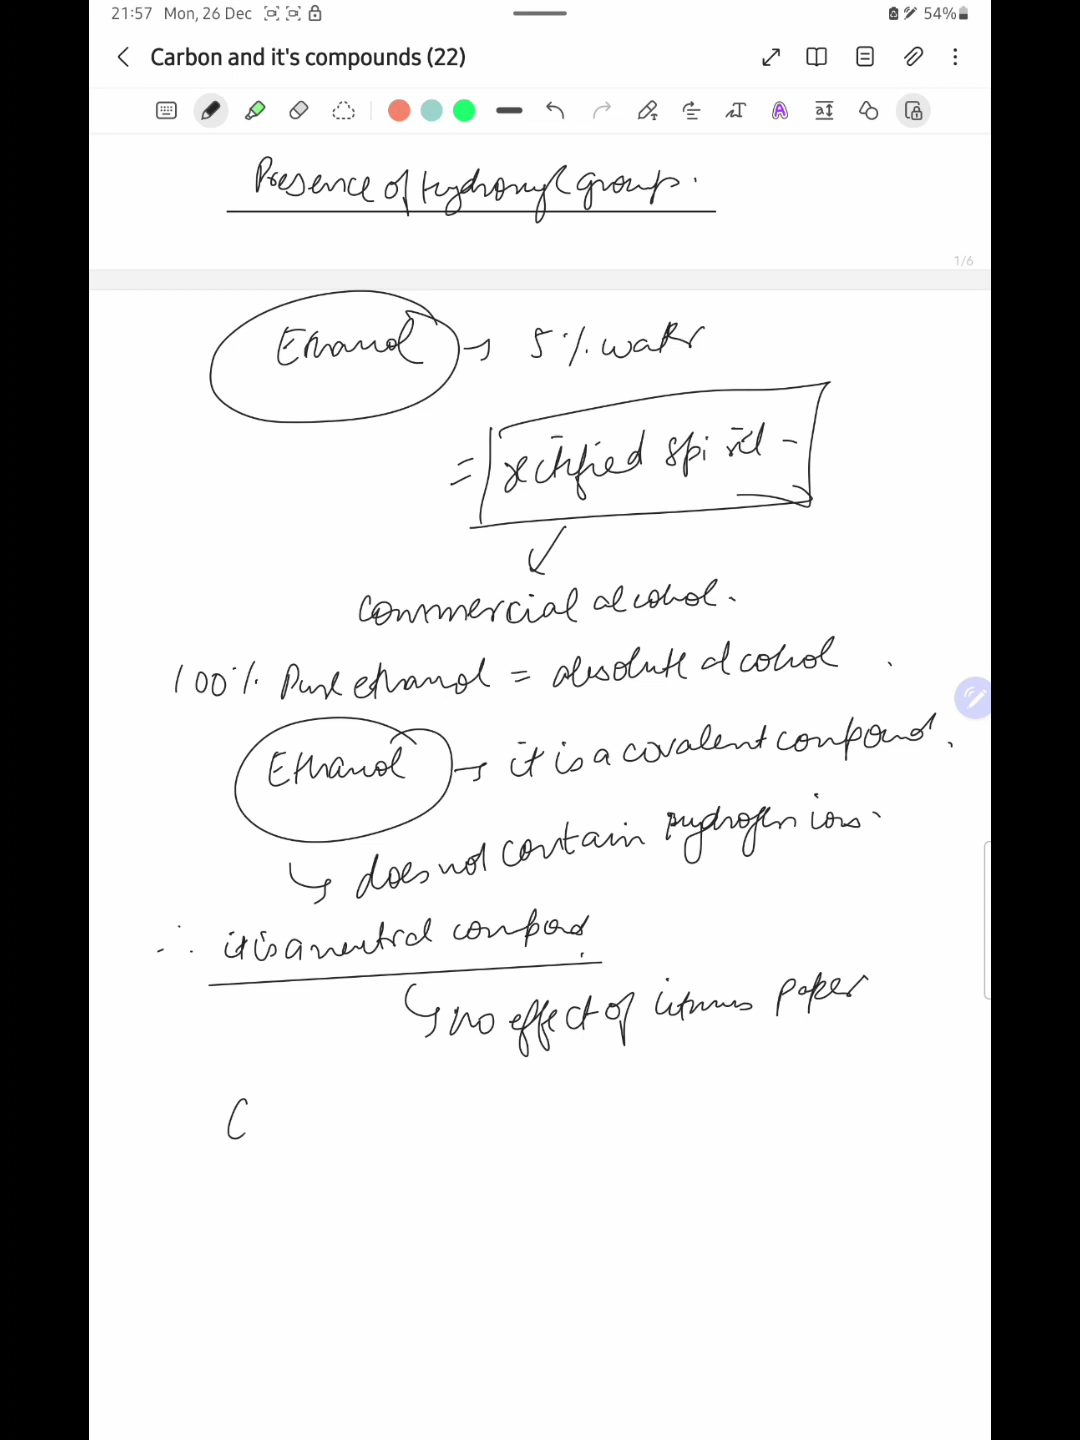 21:57 Mon, 26 Dec 54%
Carbon and it's compounds (22)
Presence of Hydroxyl group.
1/6
Ethanol → 5% water
= rectified spirit
commercial alcohol.
100% Pure ethanol = absolute alcohol
Ethanol → it is a covalent compound.
↳ does not contain hydrogen ions.
∴ it is a neutral compound
↳ no effect of litmus paper
C